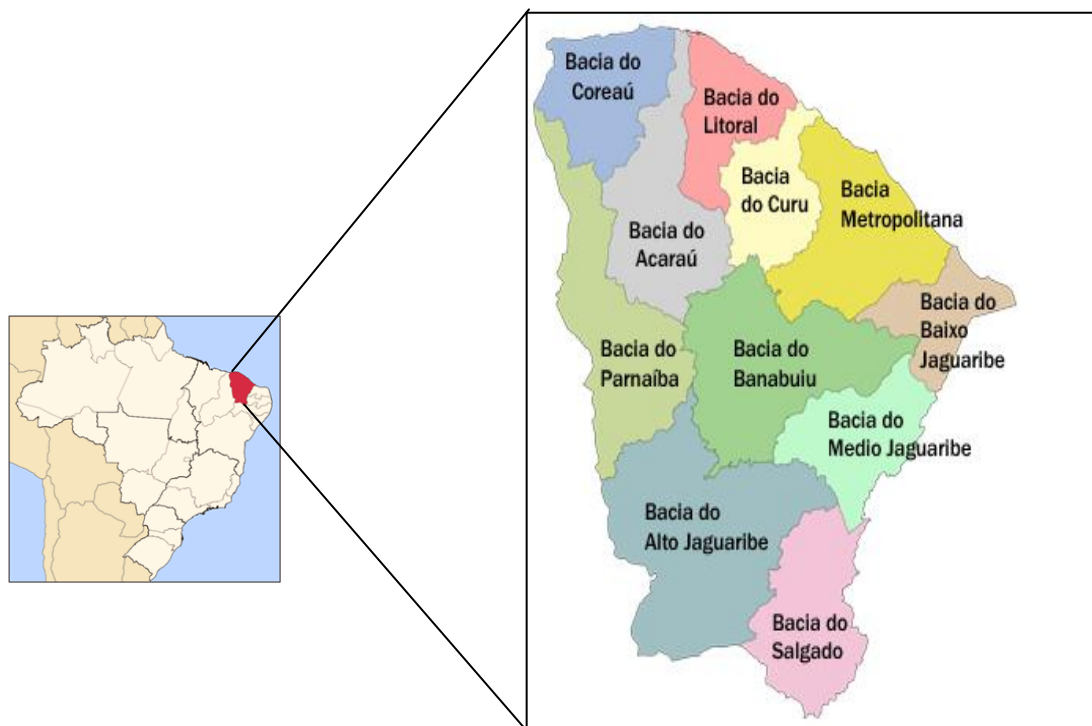 Bacia do
Coreaú
Bacia do
Litoral
Bacia
do Curu
Bacia
Metropolitana
Bacia do
Acaraú
Bacia do
Baixo
Jaguaribe
Bacia do
Parnaíba
Bacia do
Banabuiu
Bacia do
Medio Jaguaribe
Bacia do
Alto Jaguaribe
Bacia do
Salgado